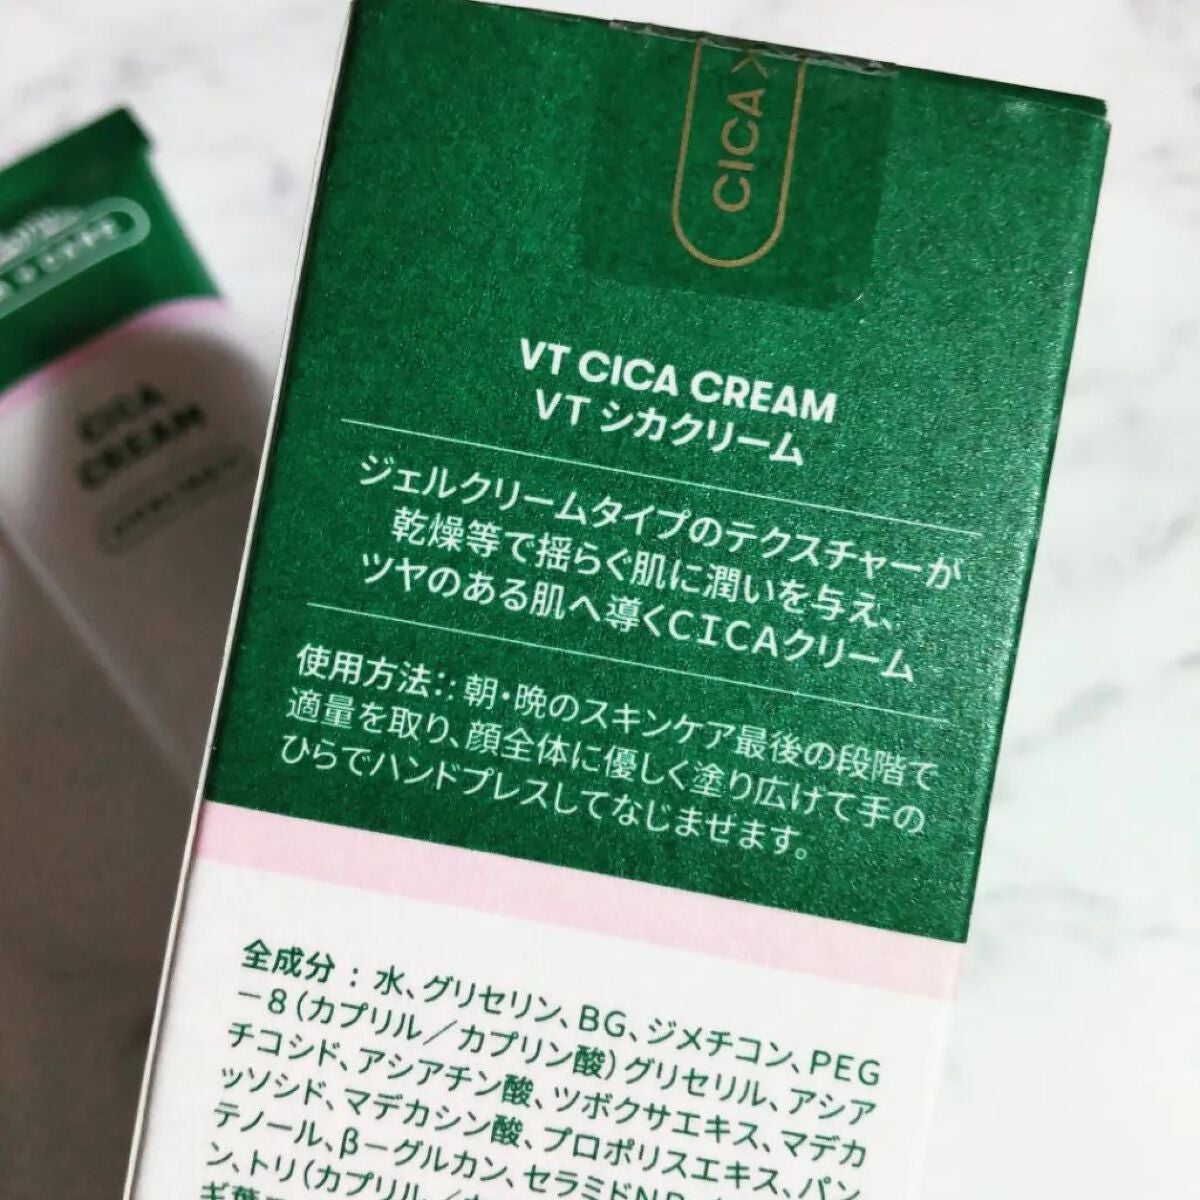 CICA
VT CICA CREAM
VT シカクリーム
ジェルクリームタイプのテクスチャーが
乾燥等で揺らぐ肌に潤いを与え、
ツヤのある肌へ導くCICAクリーム
使用方法:: 朝・晩のスキンケア最後の段階で
適量を取り、顔全体に優しく塗り広げて手の
ひらでハンドプレスしてなじませます。
全成分 : 水、グリセリン、BG、ジメチコン、PEG
－8(カプリル／カプリン酸)グリセリル、アシア
チコシド、アシアチン酸、ツボクサエキス、マデカ
ッソシド、マデカシン酸、プロポリスエキス、パン
テノール、β－グルカン、セラミドNP
ン、トリ(カプリル／カ
CICA
CREAM